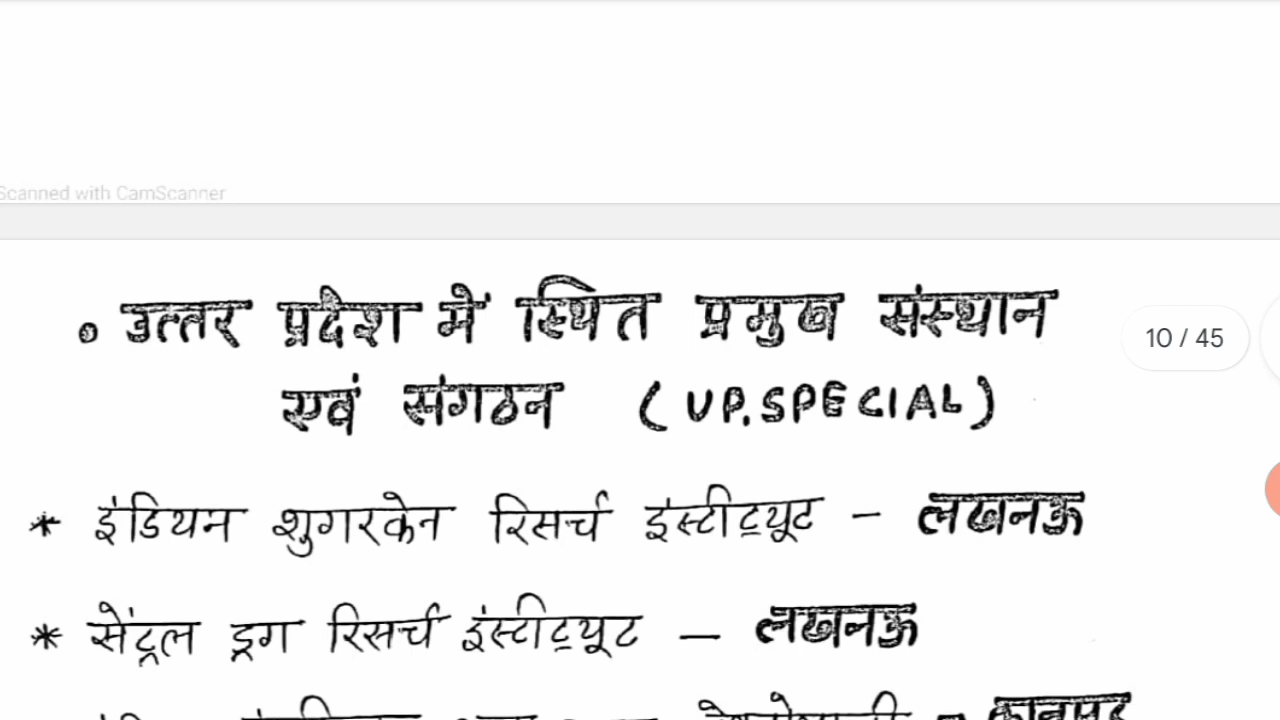 Scanned with CamScanner
• उत्तर प्रदेश में स्थित प्रमुख संस्थान
10 / 45
एवं संगठन (UP. SPECIAL)
* इंडियन शुगरकेन रिसर्च इंस्टीट्यूट - लखनऊ
* सेंट्रल ड्रग रिसर्च इंस्टीट्यूट - लखनऊ